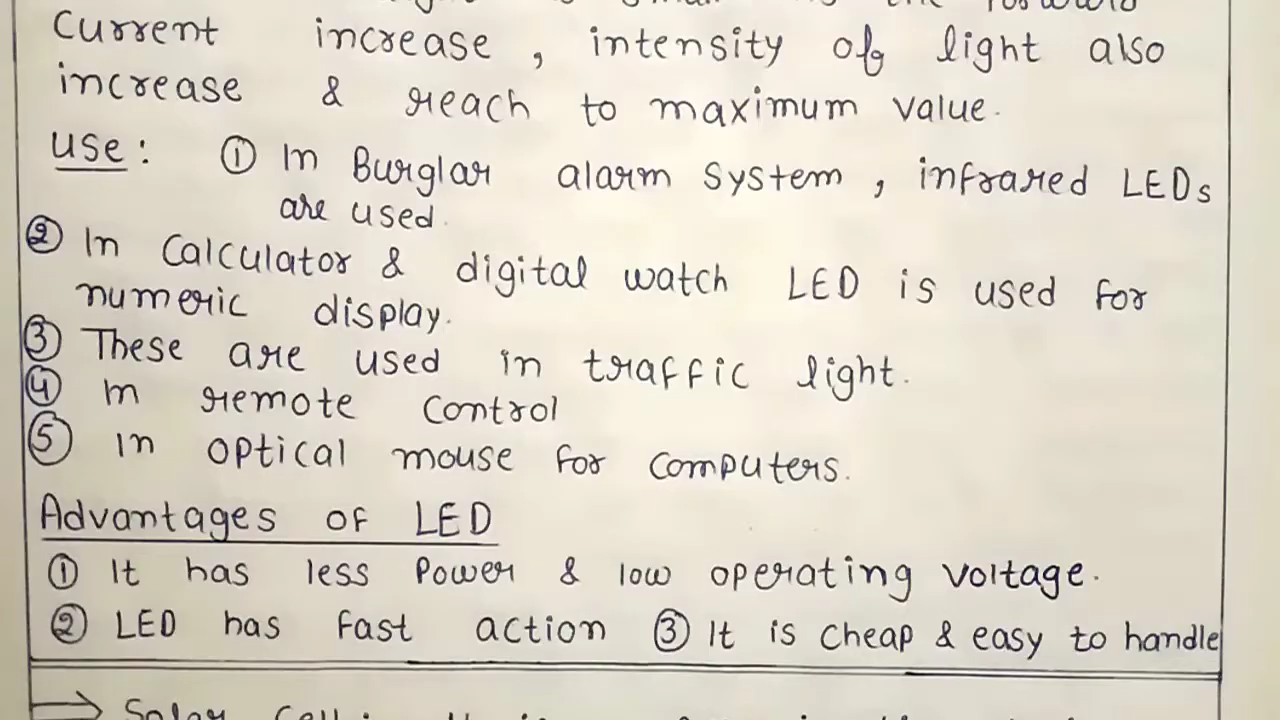 Current increase, intensity of light also
increase & reach to maximum value.
Use: ① In Burglar alarm System, infrared LEDs
are used.
② In Calculator & digital watch LED is used for
numeric display.
③ These are used in traffic light.
④ In remote Control
⑤ In optical mouse for Computers.
Advantages of LED
① It has less Power & low operating voltage.
② LED has fast action ③ It is Cheap & easy to handle
→ Solar Cell